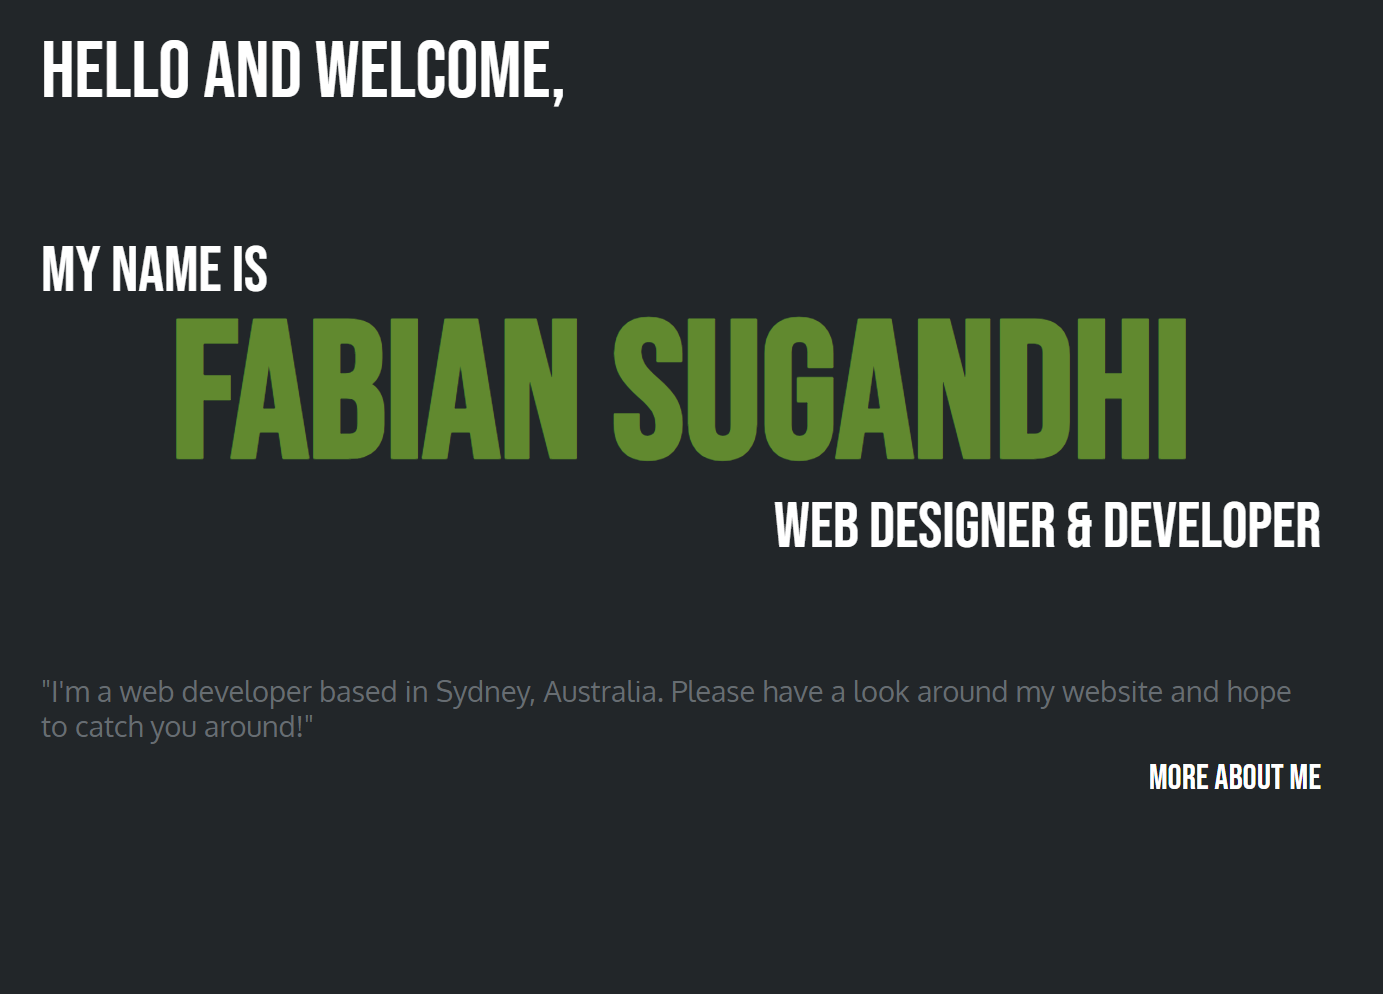 HELLO AND WELCOME,
MY NAME IS
FABIAN SUGANDHI
WEB DESIGNER & DEVELOPER
"I'm a web developer based in Sydney, Australia. Please have a look around my website and hope
to catch you around!"
MORE ABOUT ME